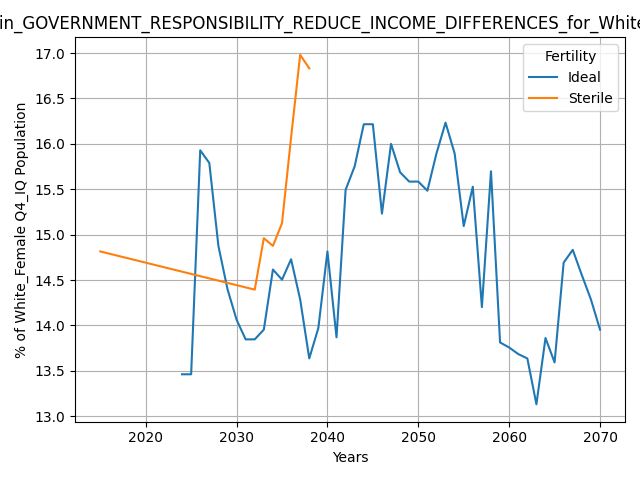 in_GOVERNMENT_RESPONSIBILITY_REDUCE_INCOME_DIFFERENCES_for_White
17.0
16.5
16.0
15.5
15.0
14.5
14.0
13.5
13.0
% of White_Female Q4_IQ Population
Fertility
Ideal
Sterile
2020 2030 2040 2050 2060 2070
Years